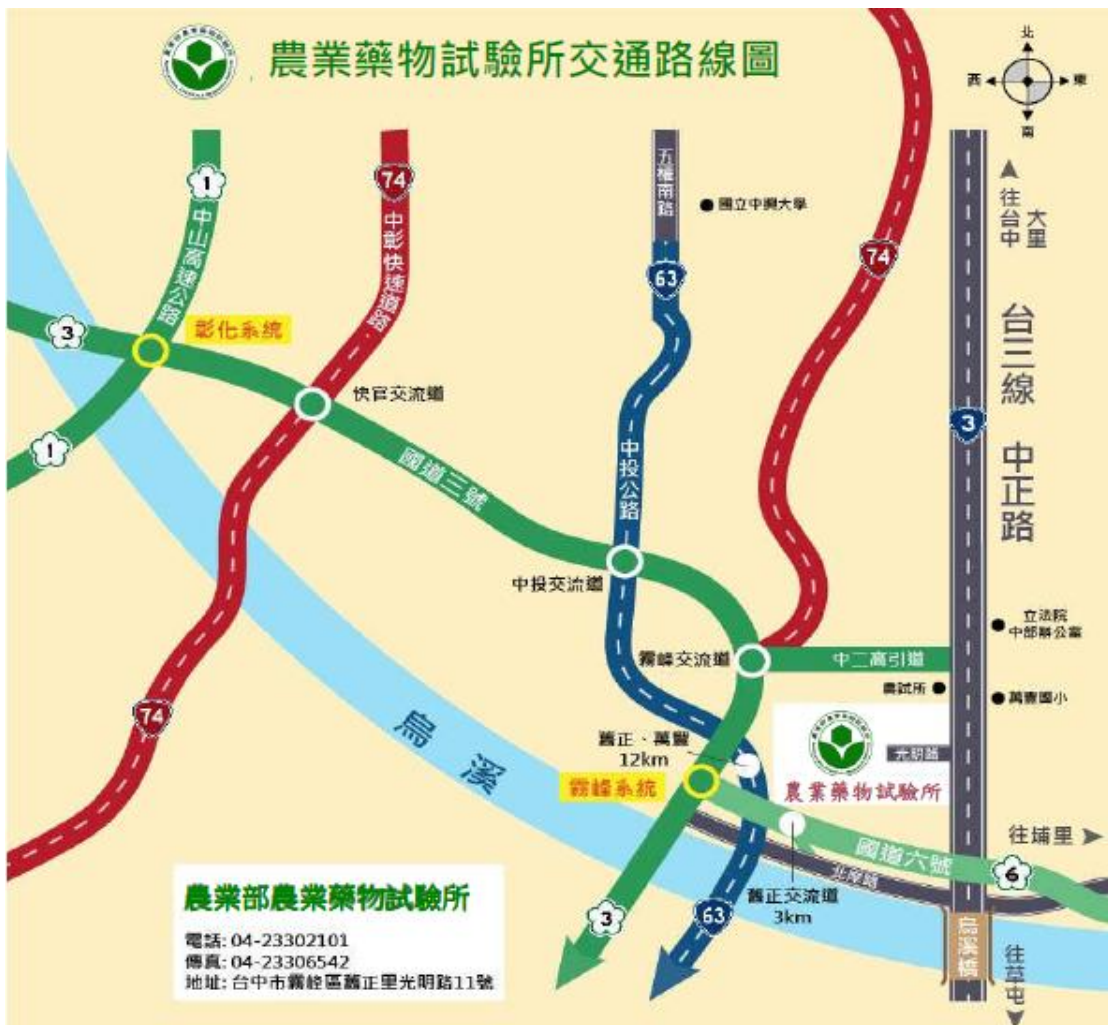 農業藥物試驗所交通路線圖
北
西
東
南
1
中山高速公路
74
中彰快速道路
五權南路
國立中興大學
63
74
往台中
大里
3
彰化系統
快官交流道
1
國道三號
中投公路
3
台三線 中正路
中投交流道
立法院
中部辦公室
霧峰交流道
中二高引道
農試所
萬豐國小
74
烏溪
舊正、萬豐
12km
光明路
霧峰系統
農業藥物試驗所
往埔里
國道六號
6
北岸路
舊正交流道
3km
3
63
烏溪橋
往草屯
農業部農業藥物試驗所
電話: 04-23302101
傳真: 04-23306542
地址: 台中市霧峰區舊正里光明路11號